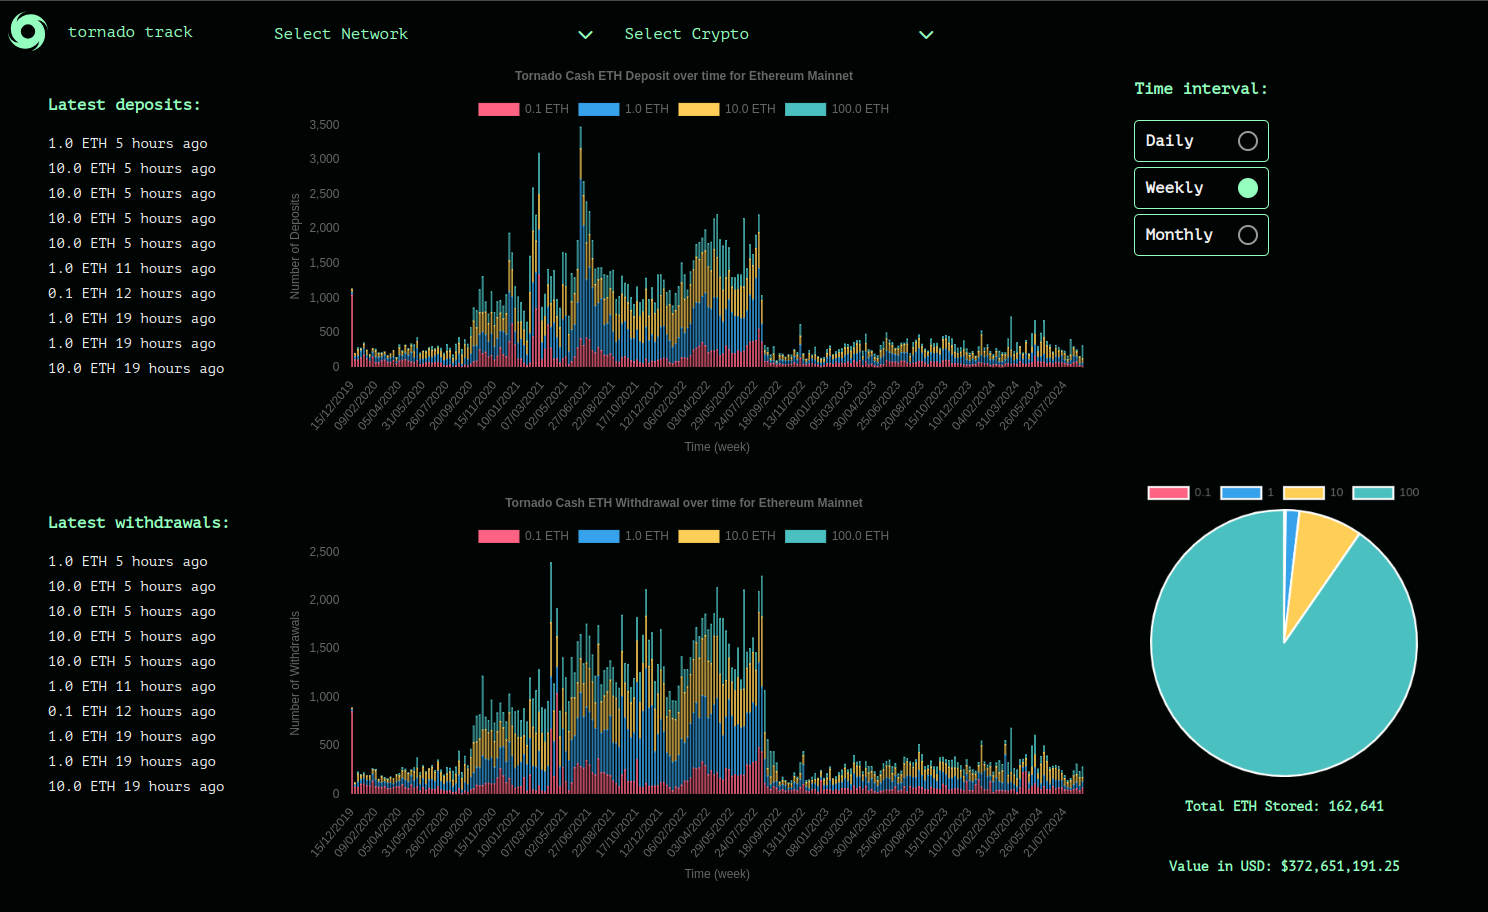 tornado track
Select Network
Select Crypto
Latest deposits:
1.0 ETH 5 hours ago
10.0 ETH 5 hours ago
10.0 ETH 5 hours ago
10.0 ETH 5 hours ago
10.0 ETH 5 hours ago
1.0 ETH 11 hours ago
0.1 ETH 12 hours ago
1.0 ETH 19 hours ago
1.0 ETH 19 hours ago
10.0 ETH 19 hours ago
Tornado Cash ETH Deposit over time for Ethereum Mainnet
0.1 ETH 1.0 ETH 10.0 ETH 100.0 ETH
Number of Deposits
3,500
3,000
2,500
2,000
1,500
1,000
500
0
15/12/2019 09/02/2020 05/04/2020 31/05/2020 26/07/2020 20/09/2020 15/11/2020 10/01/2021 07/03/2021 02/05/2021 27/06/2021 22/08/2021 17/10/2021 12/12/2021 06/02/2022 03/04/2022 29/05/2022 24/07/2022 18/09/2022 13/11/2022 08/01/2023 05/03/2023 30/04/2023 25/06/2023 20/08/2023 15/10/2023 10/12/2023 04/02/2024 31/03/2024 26/05/2024 21/07/2024
Time (week)
Time interval:
Daily
Weekly
Monthly
Latest withdrawals:
1.0 ETH 5 hours ago
10.0 ETH 5 hours ago
10.0 ETH 5 hours ago
10.0 ETH 5 hours ago
10.0 ETH 5 hours ago
1.0 ETH 11 hours ago
0.1 ETH 12 hours ago
1.0 ETH 19 hours ago
1.0 ETH 19 hours ago
10.0 ETH 19 hours ago
Tornado Cash ETH Withdrawal over time for Ethereum Mainnet
0.1 ETH 1.0 ETH 10.0 ETH 100.0 ETH
Number of Withdrawals
2,500
2,000
1,500
1,000
500
0
15/12/2019 09/02/2020 05/04/2020 31/05/2020 26/07/2020 20/09/2020 15/11/2020 10/01/2021 07/03/2021 02/05/2021 27/06/2021 22/08/2021 17/10/2021 12/12/2021 06/02/2022 03/04/2022 29/05/2022 24/07/2022 18/09/2022 13/11/2022 08/01/2023 05/03/2023 30/04/2023 25/06/2023 20/08/2023 15/10/2023 10/12/2023 04/02/2024 31/03/2024 26/05/2024 21/07/2024
Time (week)
0.1 1 10 100
Total ETH Stored: 162,641
Value in USD: $372,651,191.25